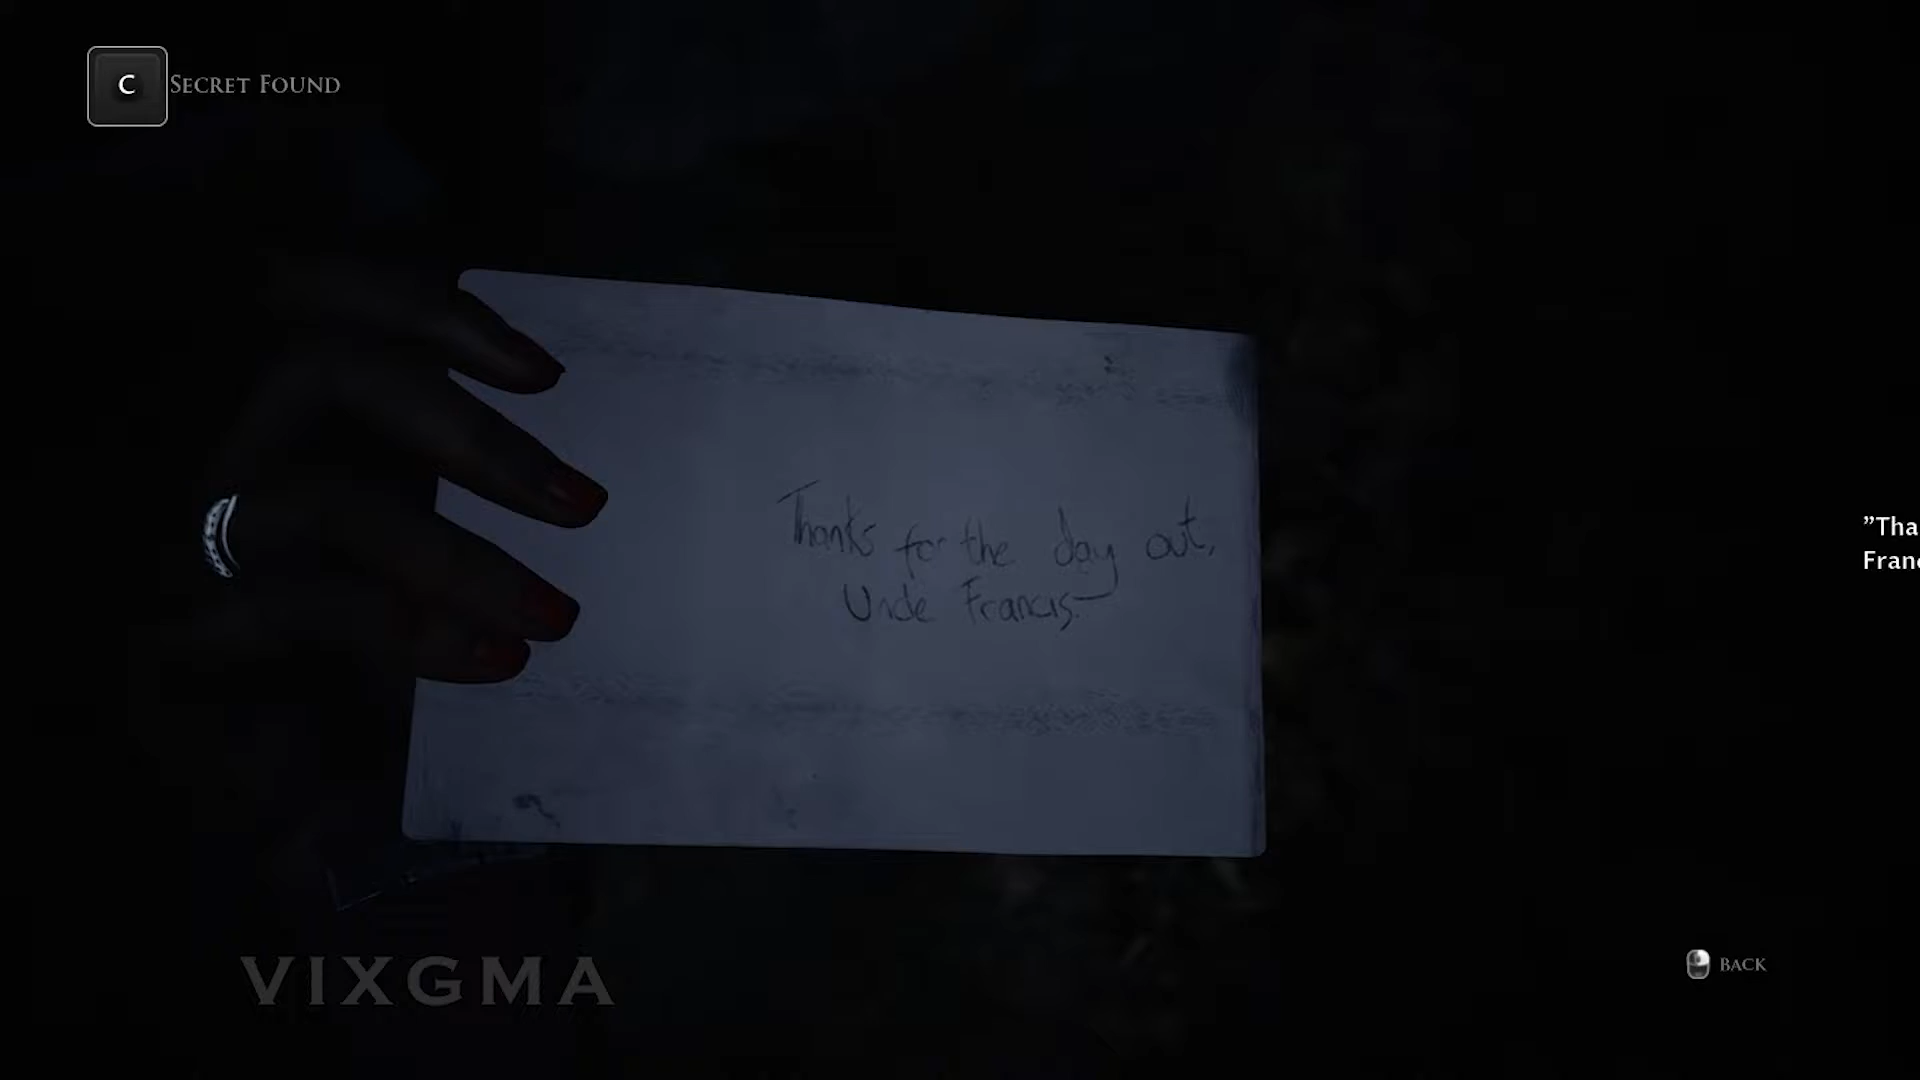 C Secret Found
Thanks for the day out,
Uncle Francis
"Tha
Franc
VIXGMA
BACK